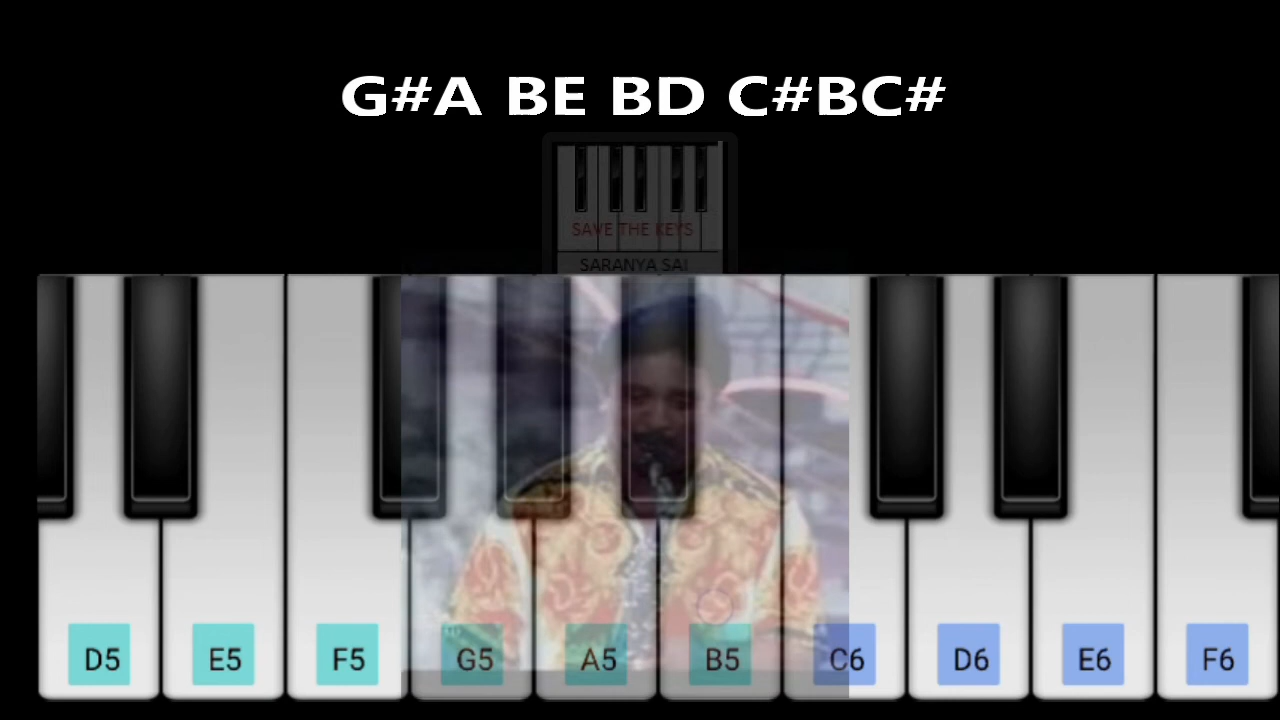 G#A BE BD C#BC#
SAVE THE KEYS
SARANYA SAI
D5 E5 F5 G5 A5 B5 C6 D6 E6 F6